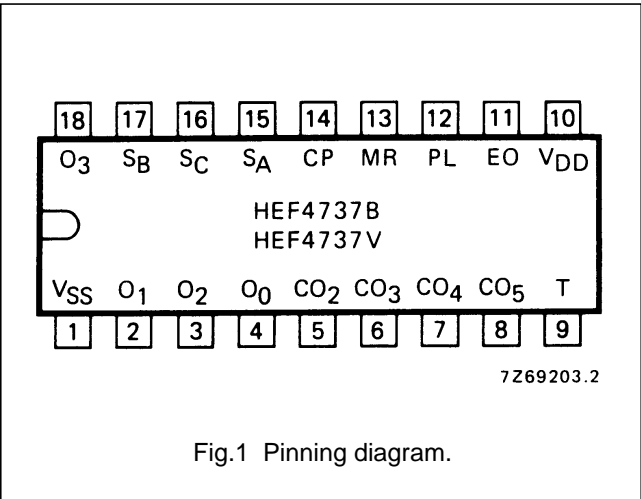 18 17 16 15 14 13 12 11 10
O3 SB SC SA CP MR PL EO VDD
HEF4737B
HEF4737V
VSS O1 O2 O0 CO2 CO3 CO4 CO5 T
1 2 3 4 5 6 7 8 9
7Z69203.2
Fig.1 Pinning diagram.